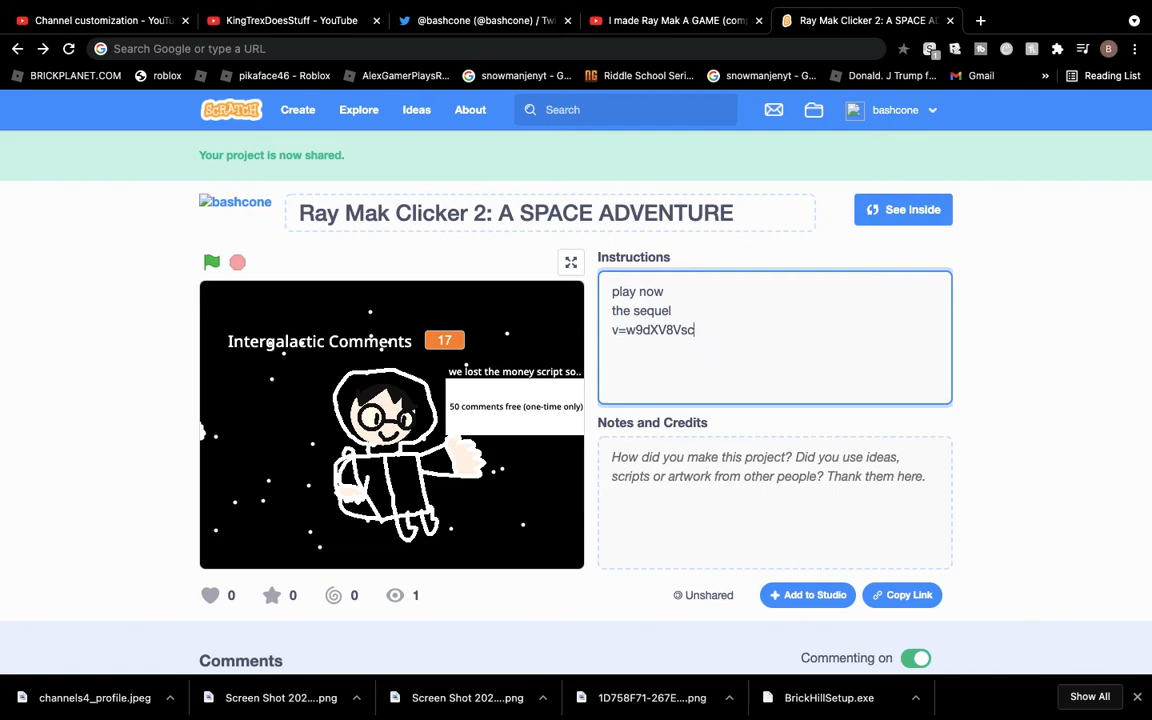 Channel customization - YouTu
KingTrexDoesStuff - YouTube
@bashcone (@bashcone) / Twi
I made Ray Mak A GAME (com
Ray Mak Clicker 2: A SPACE AD
Search Google or type a URL
1
B
BRICKPLANET.COM
roblox
pikaface46 - Roblox
AlexGamerPlaysR...
snowmanjenyt - G...
Riddle School Seri...
snowmanjenyt - G...
Donald. J Trump f...
Gmail
»
Reading List
SCRATCH
Create
Explore
Ideas
About
Search
bashcone
Your project is now shared.
bashcone
Ray Mak Clicker 2: A SPACE ADVENTURE
See inside
Instructions
play now
the sequel
v=w9dXV8Vsc
Intergalactic Comments 17
we lost the money script so..
50 comments free (one-time only)
Notes and Credits
How did you make this project? Did you use ideas,
scripts or artwork from other people? Thank them here.
0
0
0
1
Unshared
Add to Studio
Copy Link
Comments
Commenting on
channels4_profile.jpeg
Screen Shot 202....png
Screen Shot 202....png
1D758F71-267E....png
BrickHillSetup.exe
Show All